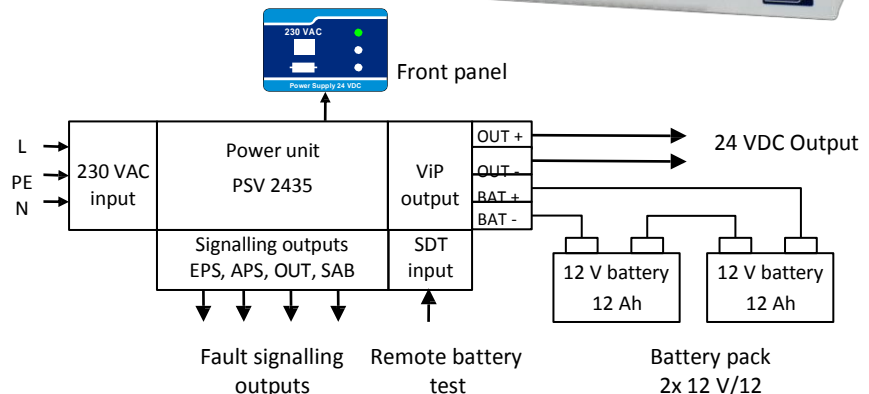 230 VAC
Power Supply 24 VDC
Front panel
L
PE
N
230 VAC
input
Power unit
PSV 2435
ViP
output
OUT +
OUT -
BAT +
BAT -
24 VDC Output
Signalling outputs
EPS, APS, OUT, SAB
SDT
input
12 V battery
12 Ah
12 V battery
12 Ah
Fault signalling
outputs
Remote battery
test
Battery pack
2x 12 V/12